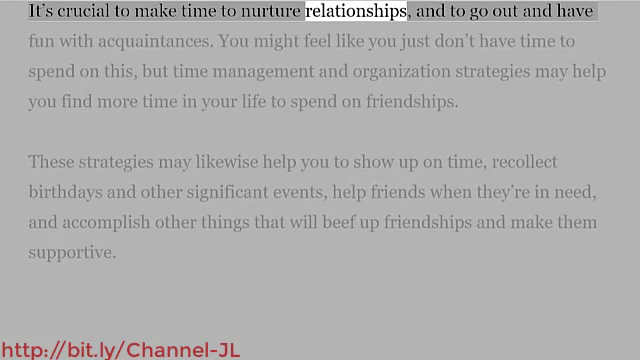 It’s crucial to make time to nurture relationships, and to go out and have
fun with acquaintances. You might feel like you just don’t have time to
spend on this, but time management and organization strategies may help
you find more time in your life to spend on friendships.
These strategies may likewise help you to show up on time, recollect
birthdays and other significant events, help friends when they’re in need,
and accomplish other things that will beef up friendships and make them
supportive.
http://bit.ly/Channel-JL